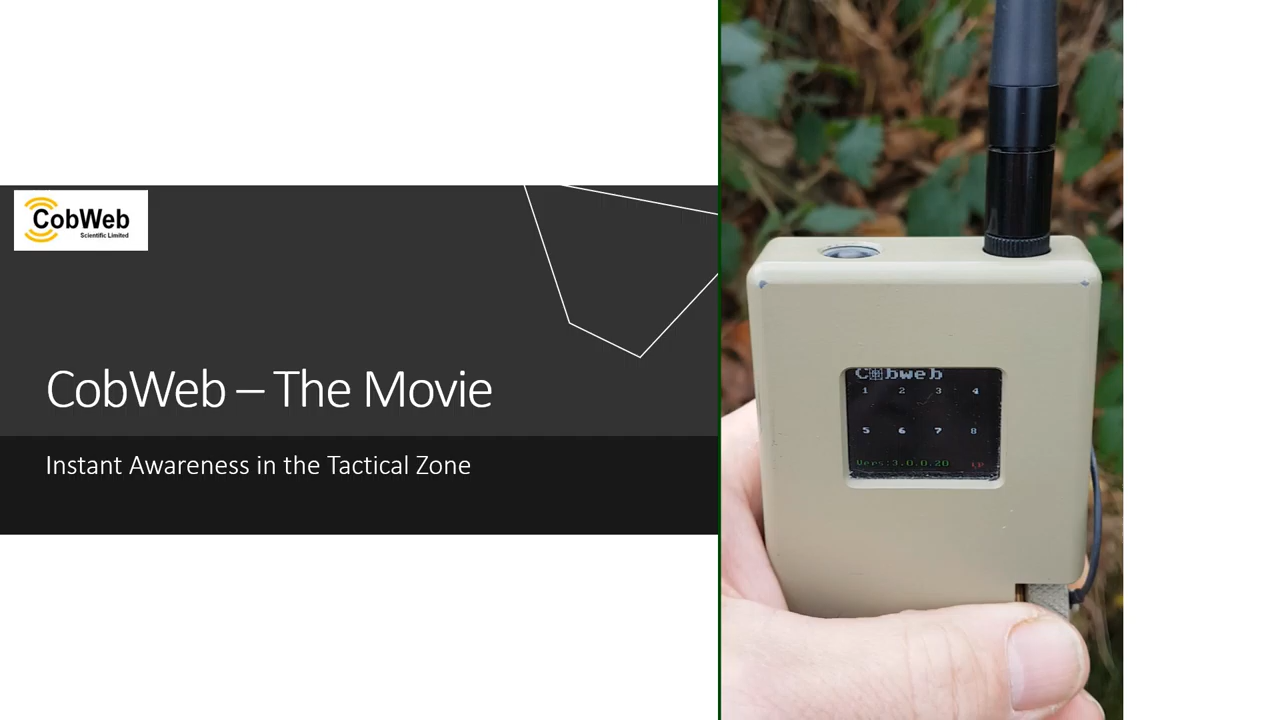 CobWeb
Scientific Limited
CobWeb – The Movie
Instant Awareness in the Tactical Zone
Cobweb
1 2 3 4
5 6 7 8
Vers:3.0.0.20